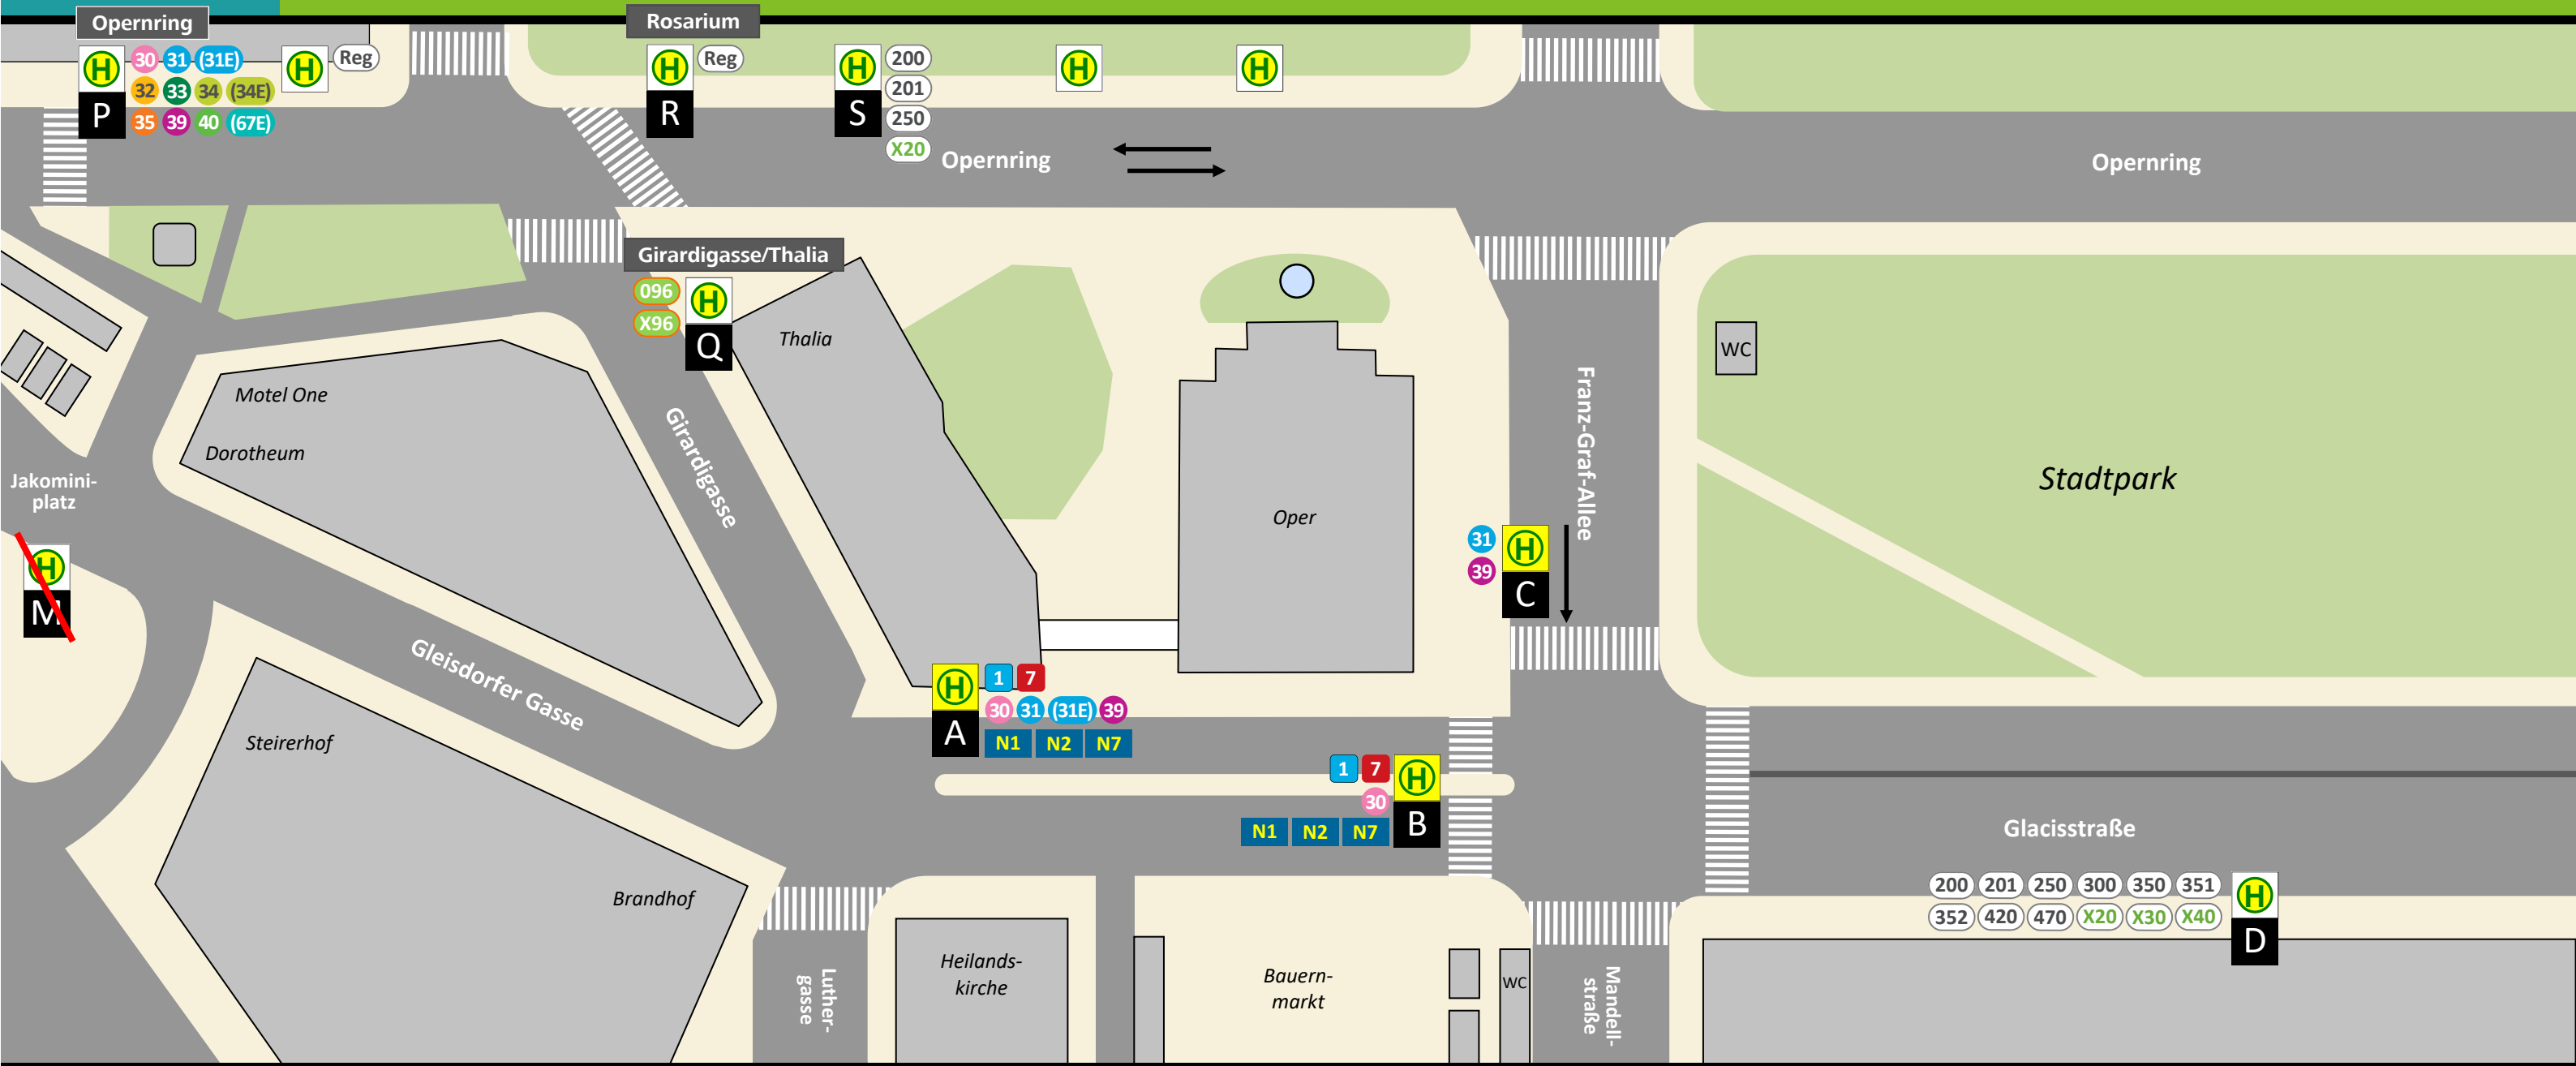 Opernring
H
P
30 31 (31E)
32 33 34 (34E)
35 39 40 (67E)
H
Reg
Rosarium
H
R
Reg
H
S
200
201
250
X20
H
H
Opernring
Opernring
Girardigasse/Thalia
096
X96
H
Q
Thalia
Motel One
Dorotheum
Girardigasse
Jakomini-
platz
H
M
Oper
Franz-Graf-Allee
WC
Stadtpark
31
39
H
C
Gleisdorfer Gasse
Steirerhof
Brandhof
H
A
1 7
30 31 (31E) 39
N1 N2 N7
1 7
30
N1 N2 N7
H
B
Glacisstraße
200 201 250 300 350 351
352 420 470 X20 X30 X40
H
D
Luther-
gasse
Heilands-
kirche
Bauern-
markt
WC
Mandell-
straße